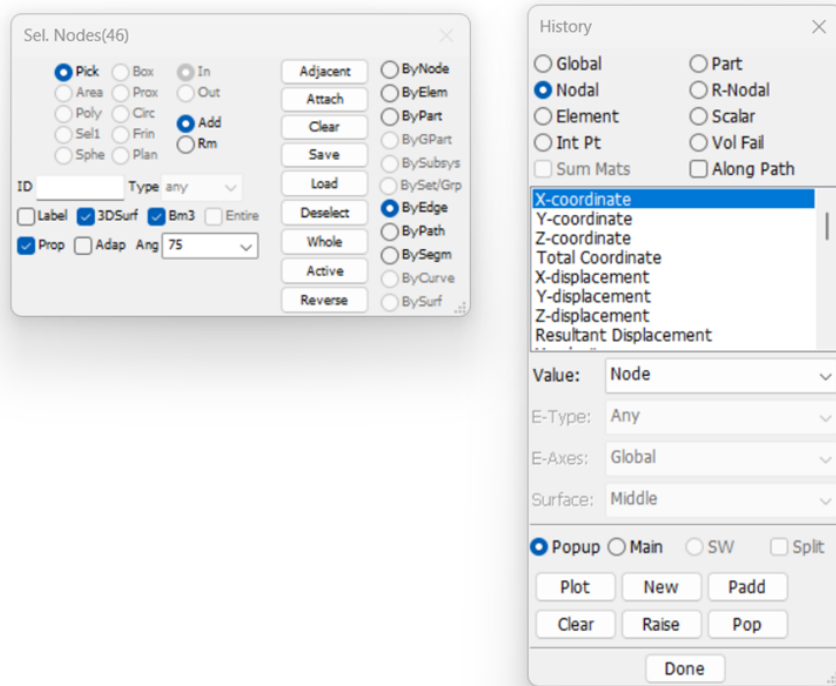 Sel. Nodes(46)
Pick Box In
Area Prox Out
Poly Circ
Add
Sel1 Frin
Rm
Sphe Plan
ID Type any
Label 3DSurf Bm3 Entire
Prop Adap Ang 75
Adjacent
Attach
Clear
Save
Load
Deselect
Whole
Active
Reverse
ByNode
ByElem
ByPart
ByGPart
BySubsys
BySet/Grp
ByEdge
ByPath
BySegm
ByCurve
BySurf
History
Global Part
Nodal R-Nodal
Element Scalar
Int Pt Vol Fail
Sum Mats Along Path
X-coordinate
Y-coordinate
Z-coordinate
Total Coordinate
X-displacement
Y-displacement
Z-displacement
Resultant Displacement
Value: Node
E-Type: Any
E-Axes: Global
Surface: Middle
Popup Main SW Split
Plot New Padd
Clear Raise Pop
Done